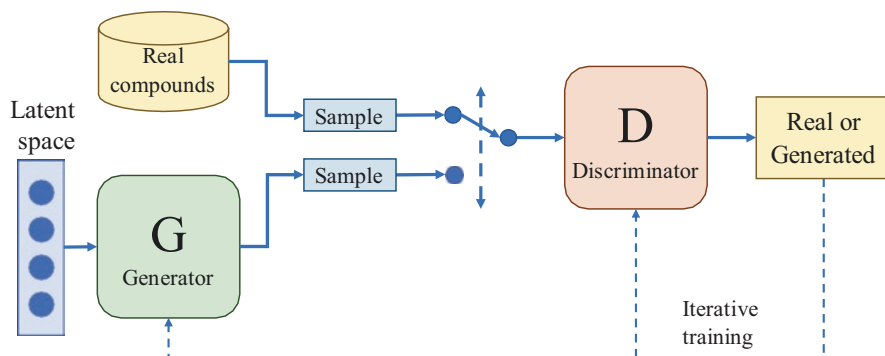 Real
compounds
Latent
space
Sample
Sample
D
Discriminator
Real or
Generated
G
Generator
Iterative
training